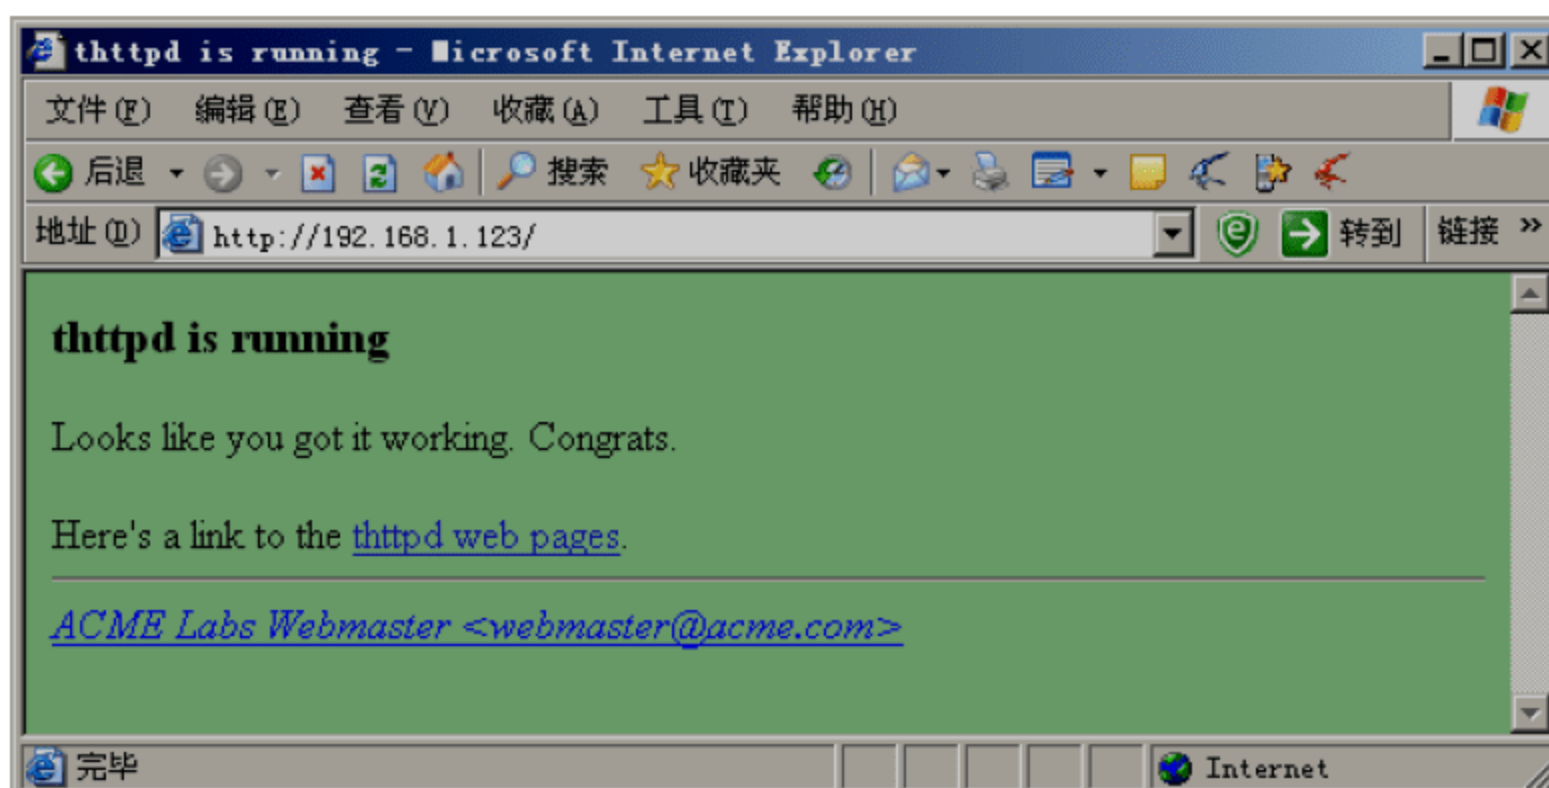 thttpd is running - Microsoft Internet Explorer
文件(F) 编辑(E) 查看(V) 收藏(A) 工具(T) 帮助(H)
后退 搜索 收藏夹
地址(D) http://192.168.1.123/ 转到 链接 »
thttpd is running
Looks like you got it working. Congrats.
Here's a link to the thttpd web pages.
ACME Labs Webmaster <webmaster@acme.com>
完毕 Internet